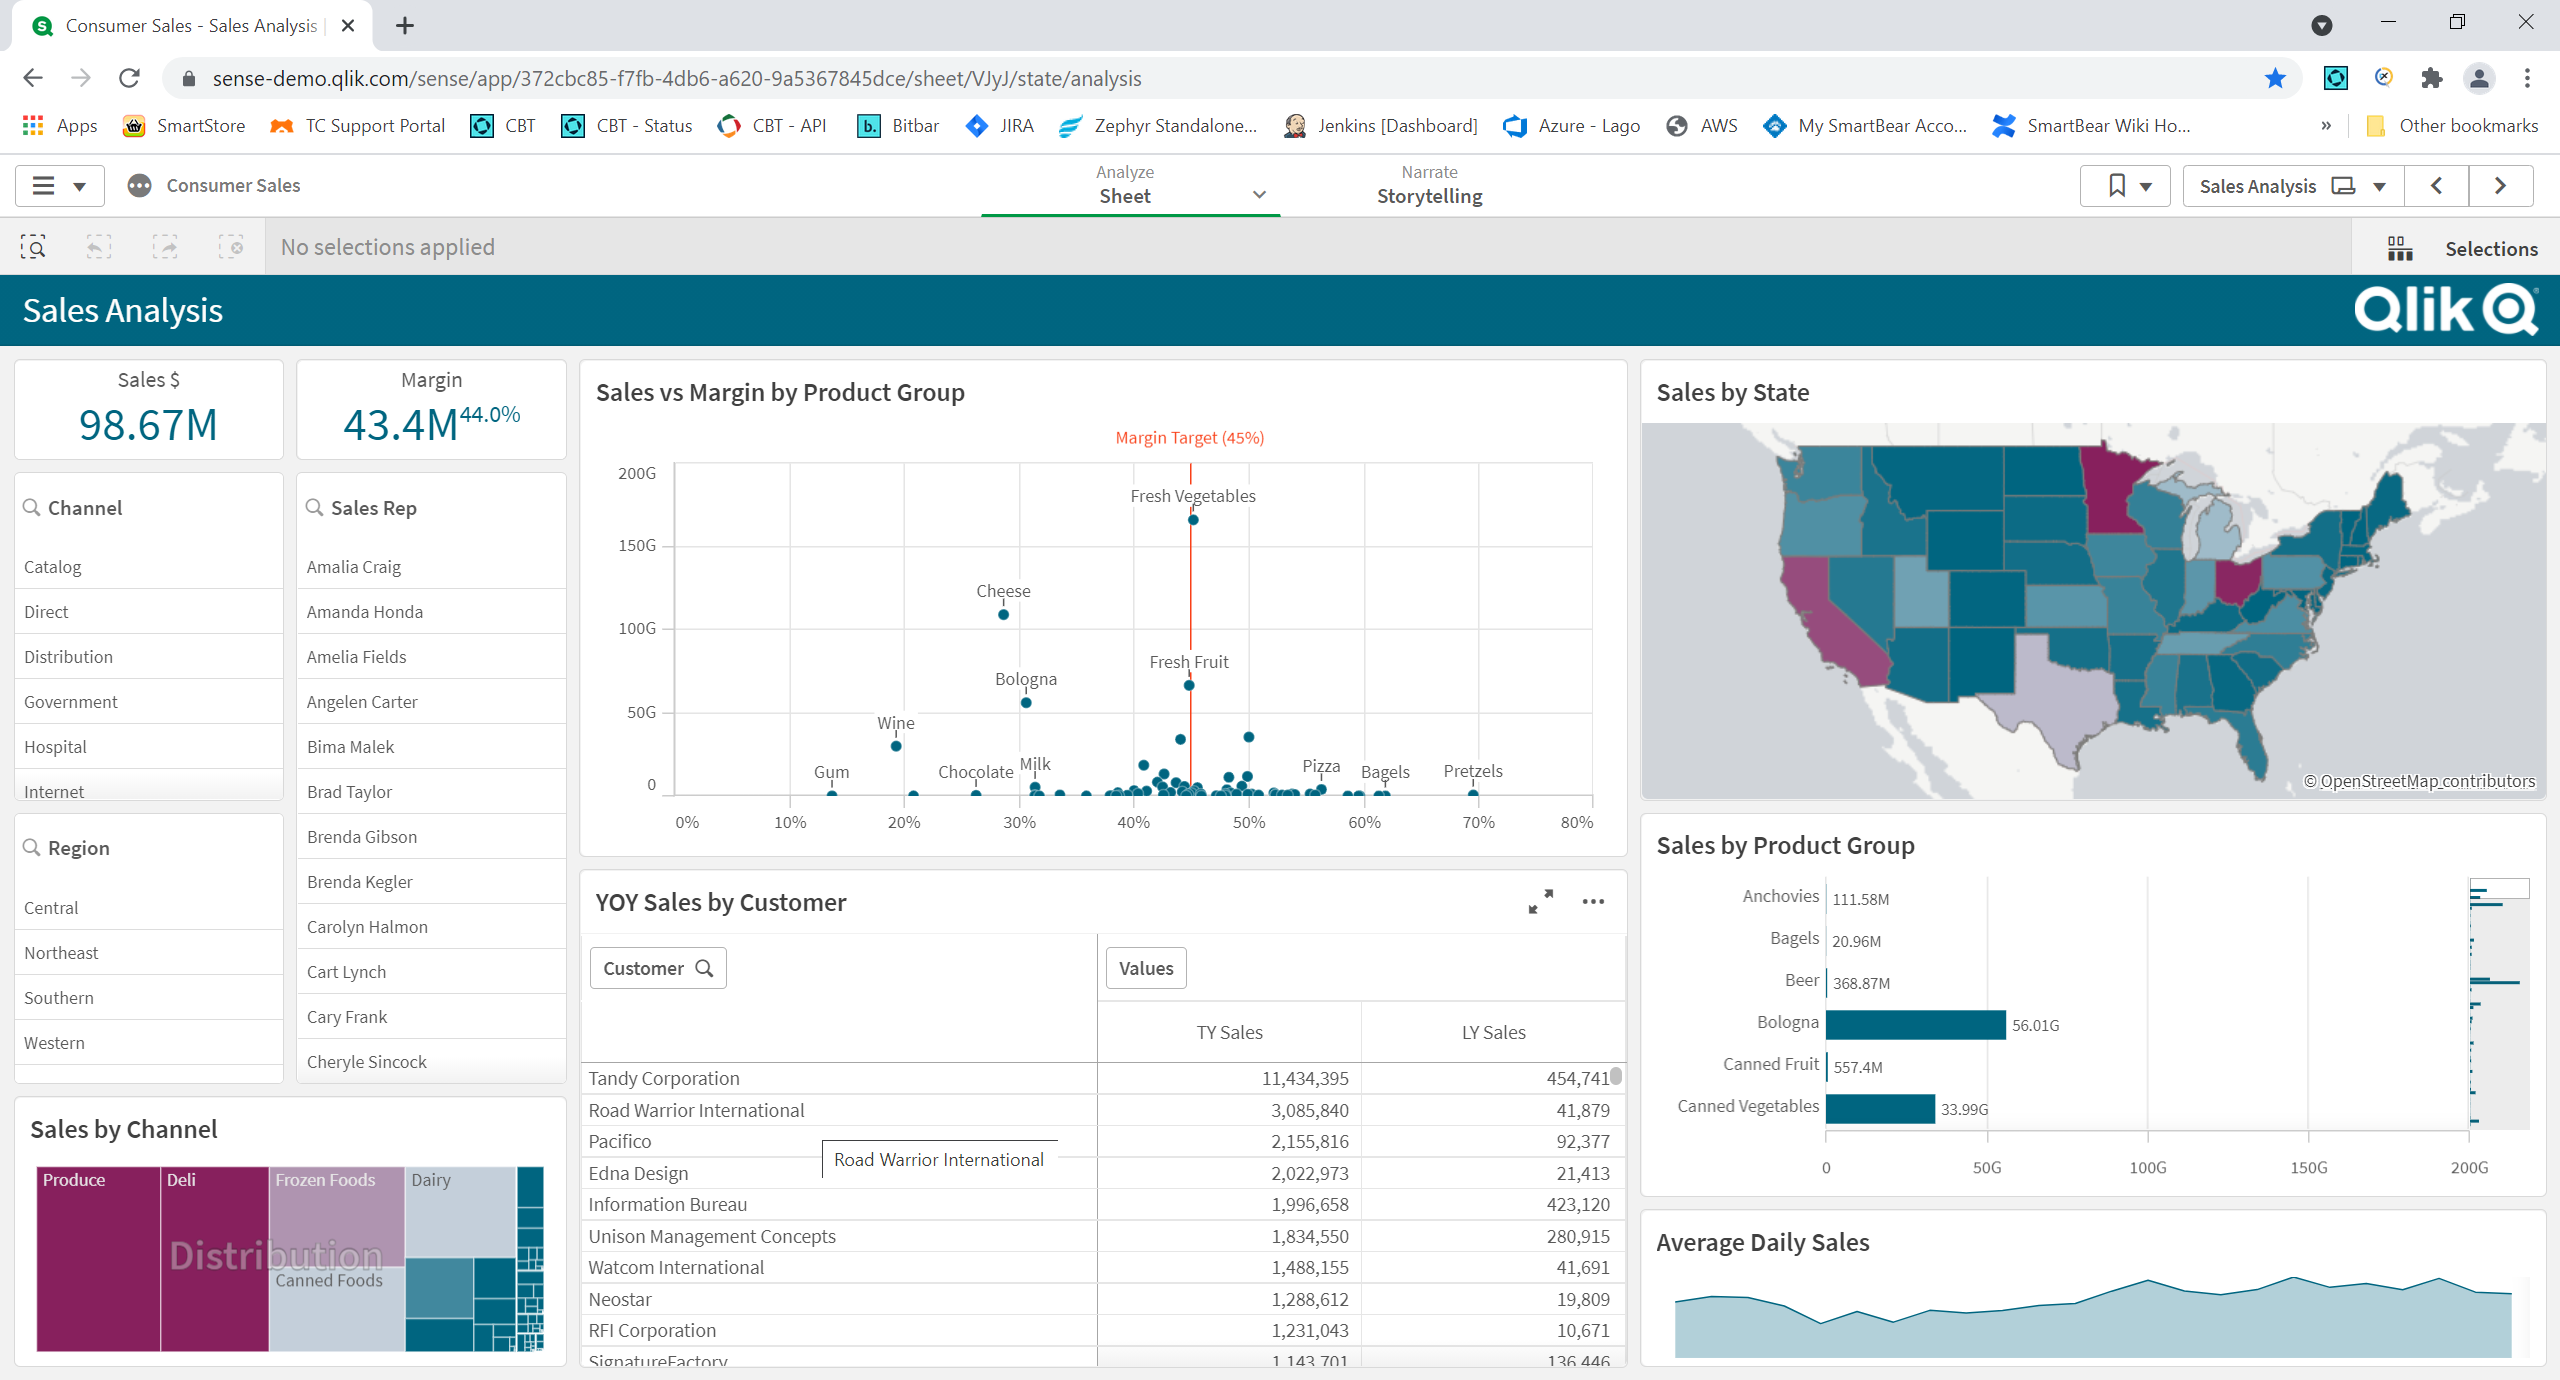 Consumer Sales - Sales Analysis
sense-demo.qlik.com/sense/app/372cbc85-f7fb-4db6-a620-9a5367845dce/sheet/VJyJ/state/analysis
Apps SmartStore TC Support Portal CBT CBT - Status CBT - API b. Bitbar JIRA Zephyr Standalone... Jenkins [Dashboard] Azure - Lago AWS My SmartBear Acco... SmartBear Wiki Ho... » Other bookmarks
Consumer Sales
Analyze
Sheet
Narrate
Storytelling
Sales Analysis
No selections applied
Selections
Sales Analysis
Qlik
Sales $
98.67M
Margin
43.4M 44.0%
Channel
Catalog
Direct
Distribution
Government
Hospital
Internet
Region
Central
Northeast
Southern
Western
Sales Rep
Amalia Craig
Amanda Honda
Amelia Fields
Angelen Carter
Bima Malek
Brad Taylor
Brenda Gibson
Brenda Kegler
Carolyn Halmon
Cart Lynch
Cary Frank
Cheryle Sincock
Sales by Channel
Produce
Deli
Frozen Foods
Dairy
Distribution
Canned Foods
Sales vs Margin by Product Group
Margin Target (45%)
200G
150G
100G
50G
0
Fresh Vegetables
Cheese
Fresh Fruit
Bologna
Wine
Gum
Chocolate
Milk
Pizza
Bagels
Pretzels
0% 10% 20% 30% 40% 50% 60% 70% 80%
YOY Sales by Customer
Customer
Values
TY Sales LY Sales
Tandy Corporation 11,434,395 454,741
Road Warrior International 3,085,840 41,879
Pacifico 2,155,816 92,377
Road Warrior International
Edna Design 2,022,973 21,413
Information Bureau 1,996,658 423,120
Unison Management Concepts 1,834,550 280,915
Watcom International 1,488,155 41,691
Neostar 1,288,612 19,809
RFI Corporation 1,231,043 10,671
SignatureFactory 1,143,701 136,446
Sales by State
© OpenStreetMap contributors
Sales by Product Group
Anchovies 111.58M
Bagels 20.96M
Beer 368.87M
Bologna 56.01G
Canned Fruit 557.4M
Canned Vegetables 33.99G
0 50G 100G 150G 200G
Average Daily Sales